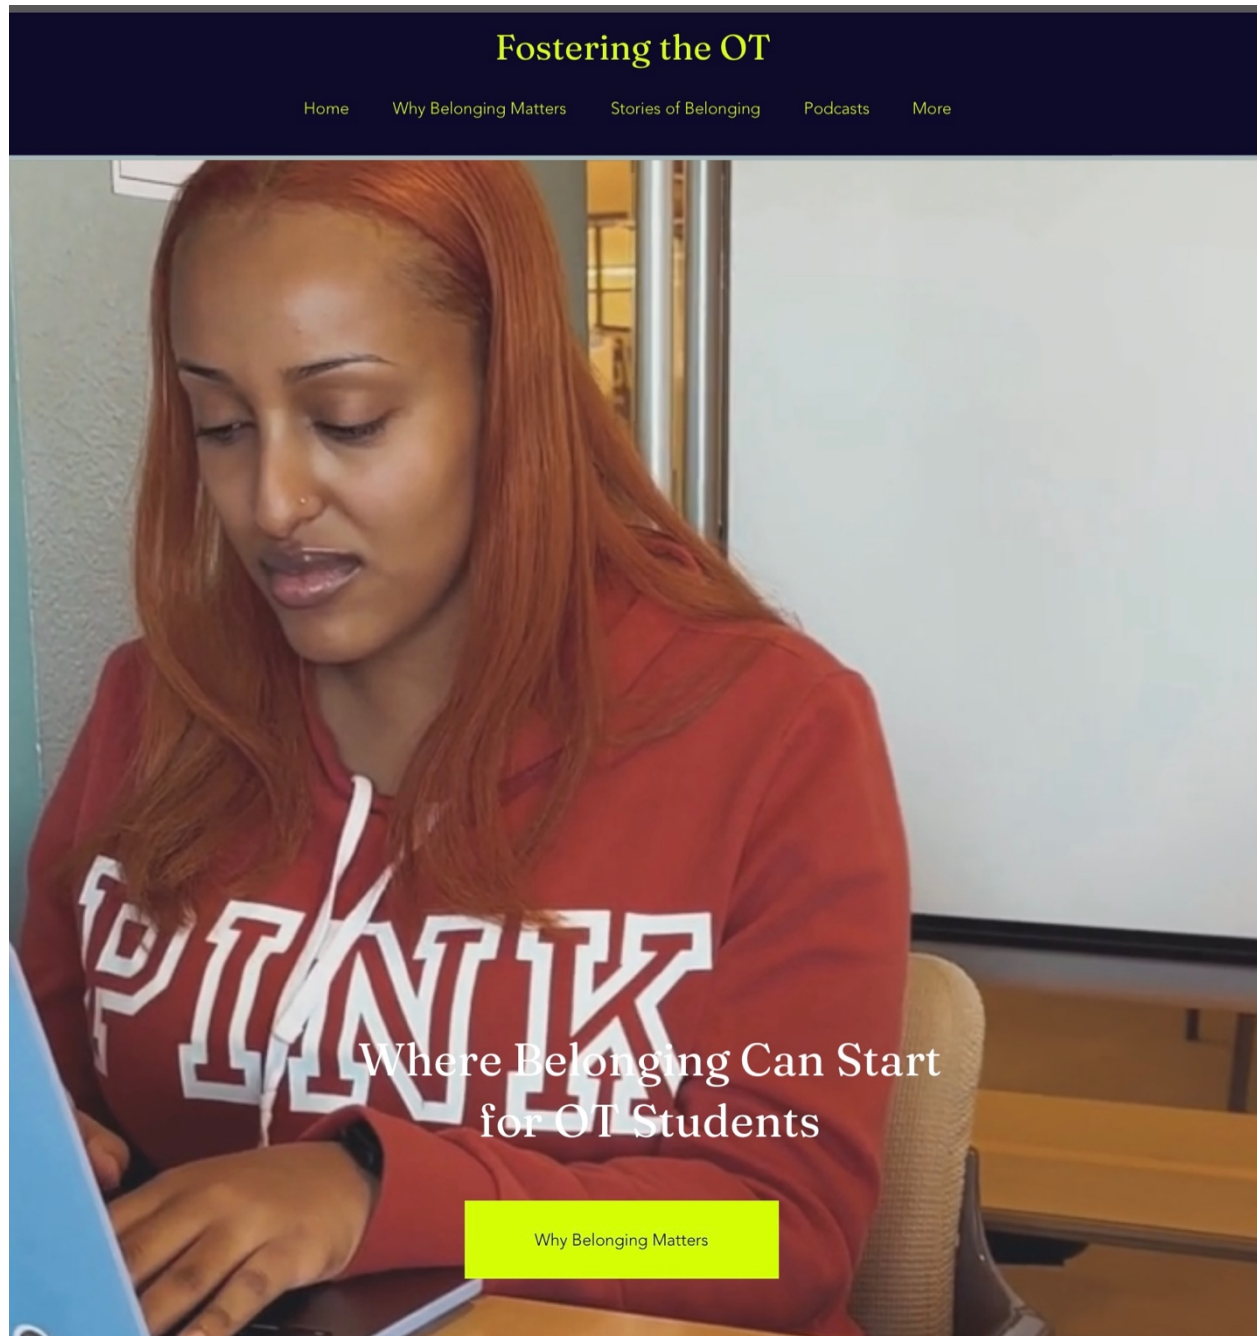 Fostering the OT
Home Why Belonging Matters Stories of Belonging Podcasts More
PINK
Where Belonging Can Start
for OT Students
Why Belonging Matters